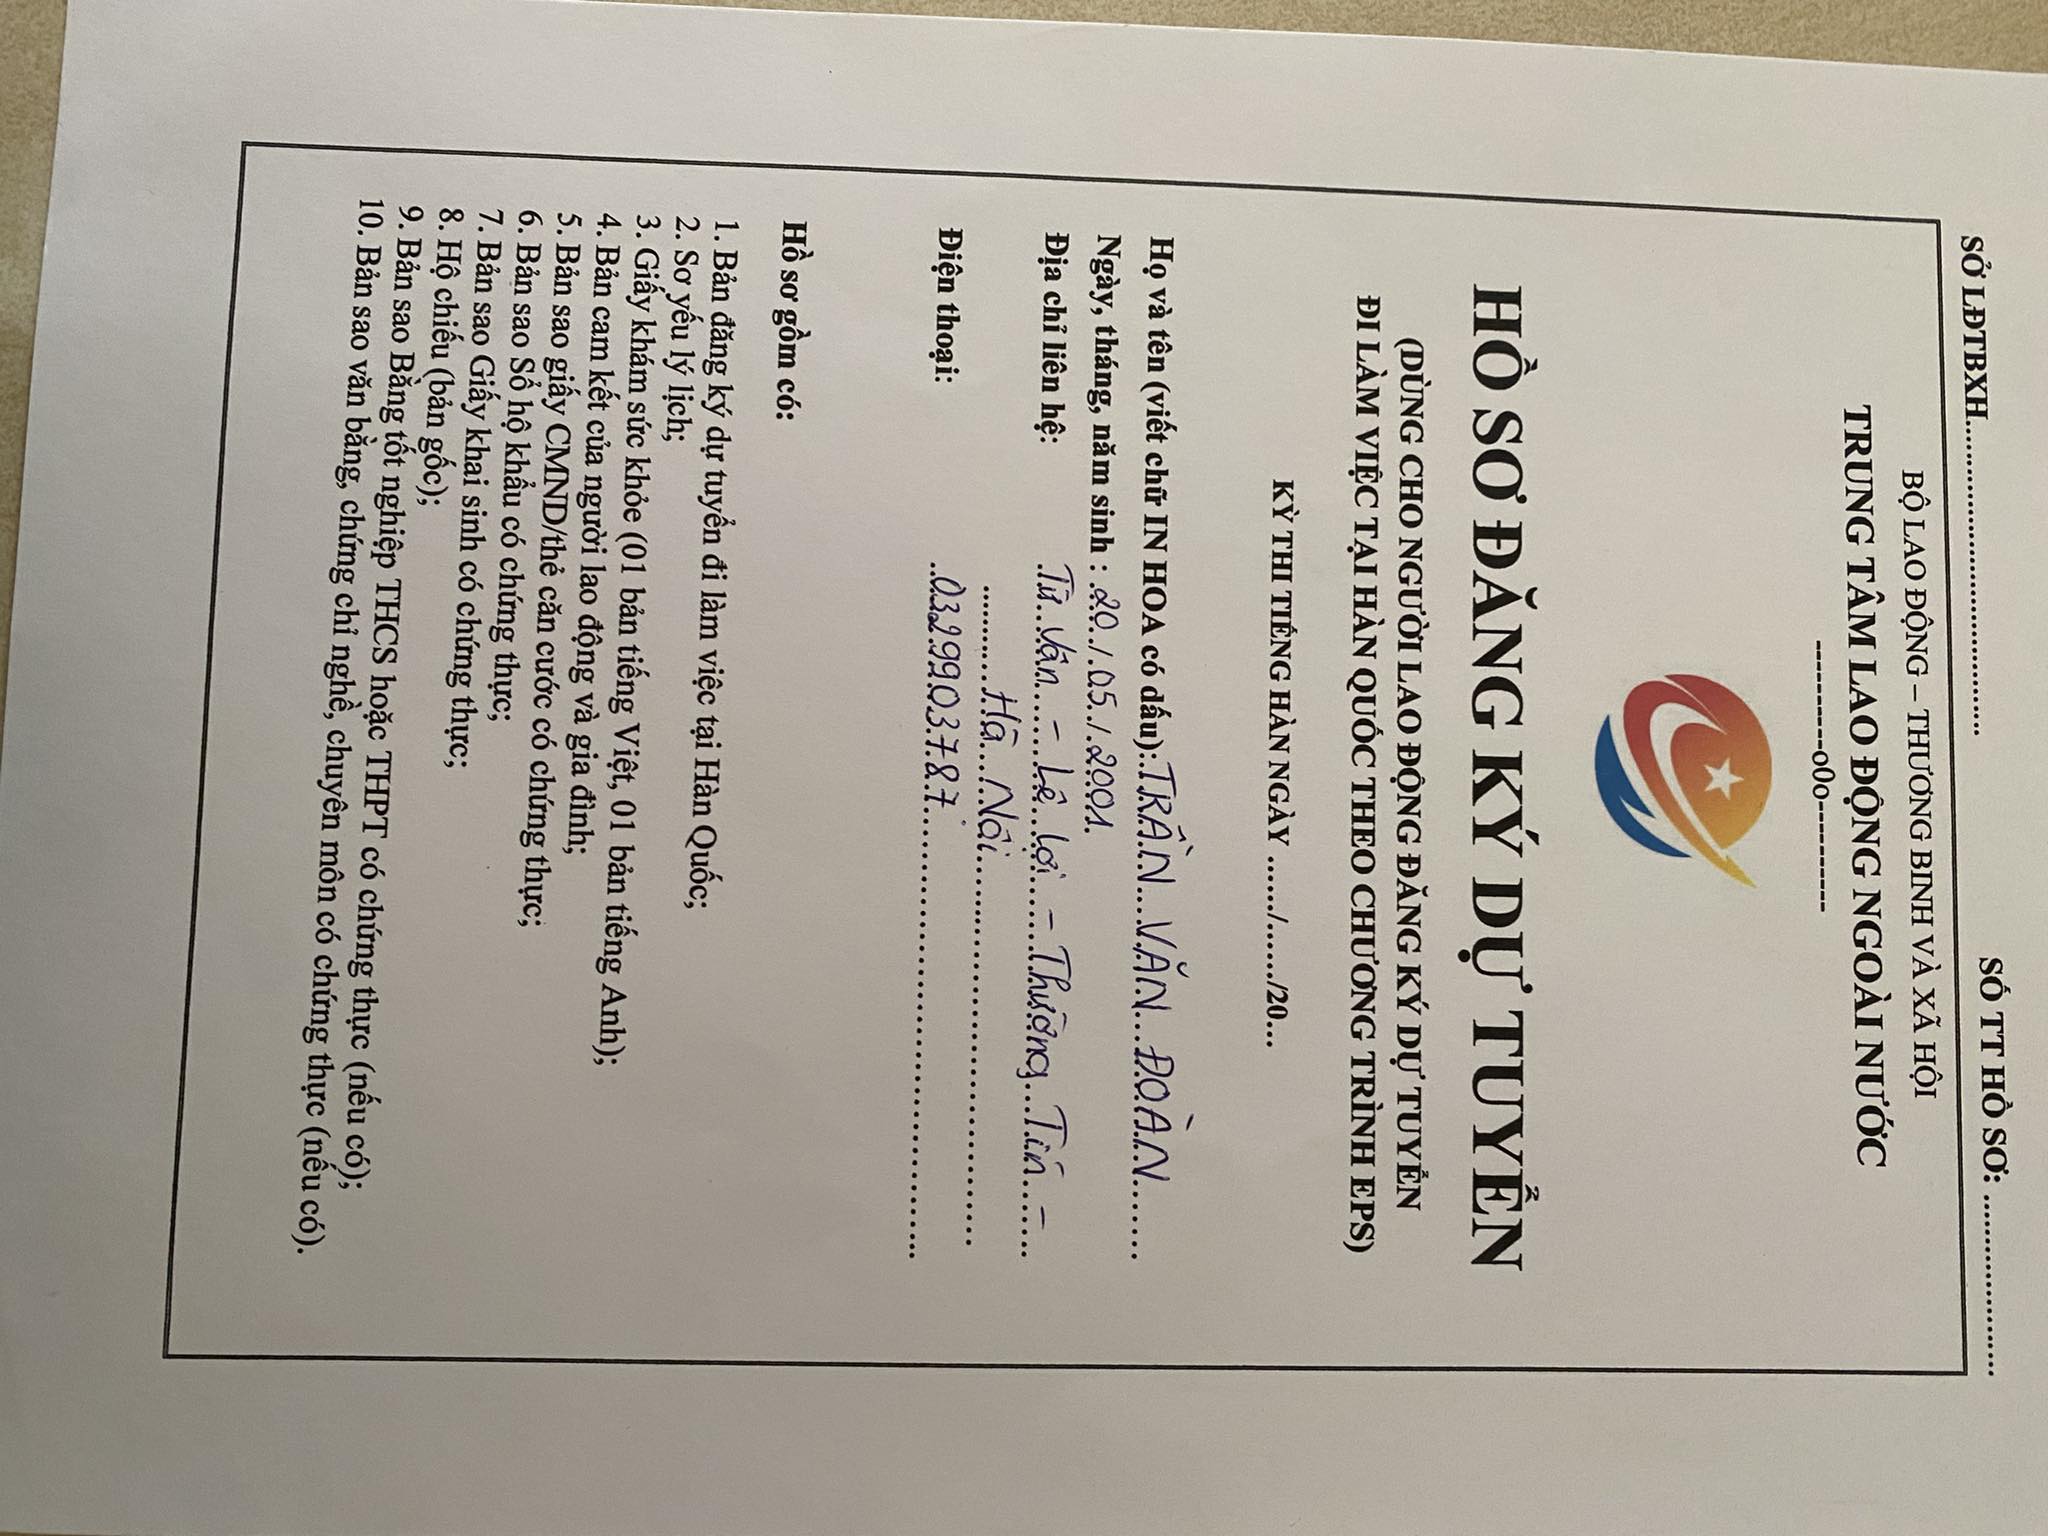 SỞ LĐTBXH........................................ SỐ TT HỒ SƠ: .......................
BỘ LAO ĐỘNG – THƯƠNG BINH VÀ XÃ HỘI
TRUNG TÂM LAO ĐỘNG NGOÀI NƯỚC
---------o0o---------
HỒ SƠ ĐĂNG KÝ DỰ TUYỂN
(DÙNG CHO NGƯỜI LAO ĐỘNG ĐĂNG KÝ DỰ TUYỂN
ĐI LÀM VIỆC TẠI HÀN QUỐC THEO CHƯƠNG TRÌNH EPS)
KỲ THI TIẾNG HÀN NGÀY ....../....../20...
Họ và tên (viết chữ IN HOA có dấu): TRẦN VĂN ĐOÀN
Ngày, tháng, năm sinh : 20 / 05 / 2001.
Địa chỉ liên hệ: Từ Vân - Lê Lợi - Thường Tín -
Hà Nội
Điện thoại: 0329903787
Hồ sơ gồm có:
1. Bản đăng ký dự tuyển đi làm việc tại Hàn Quốc;
2. Sơ yếu lý lịch;
3. Giấy khám sức khỏe (01 bản tiếng Việt, 01 bản tiếng Anh);
4. Bản cam kết của người lao động và gia đình;
5. Bản sao giấy CMND/thẻ căn cước có chứng thực;
6. Bản sao Sổ hộ khẩu có chứng thực;
7. Bản sao Giấy khai sinh có chứng thực;
8. Hộ chiếu (bản gốc);
9. Bản sao Bằng tốt nghiệp THCS hoặc THPT có chứng thực (nếu có);
10. Bản sao văn bằng, chứng chỉ nghề, chuyên môn có chứng thực (nếu có).